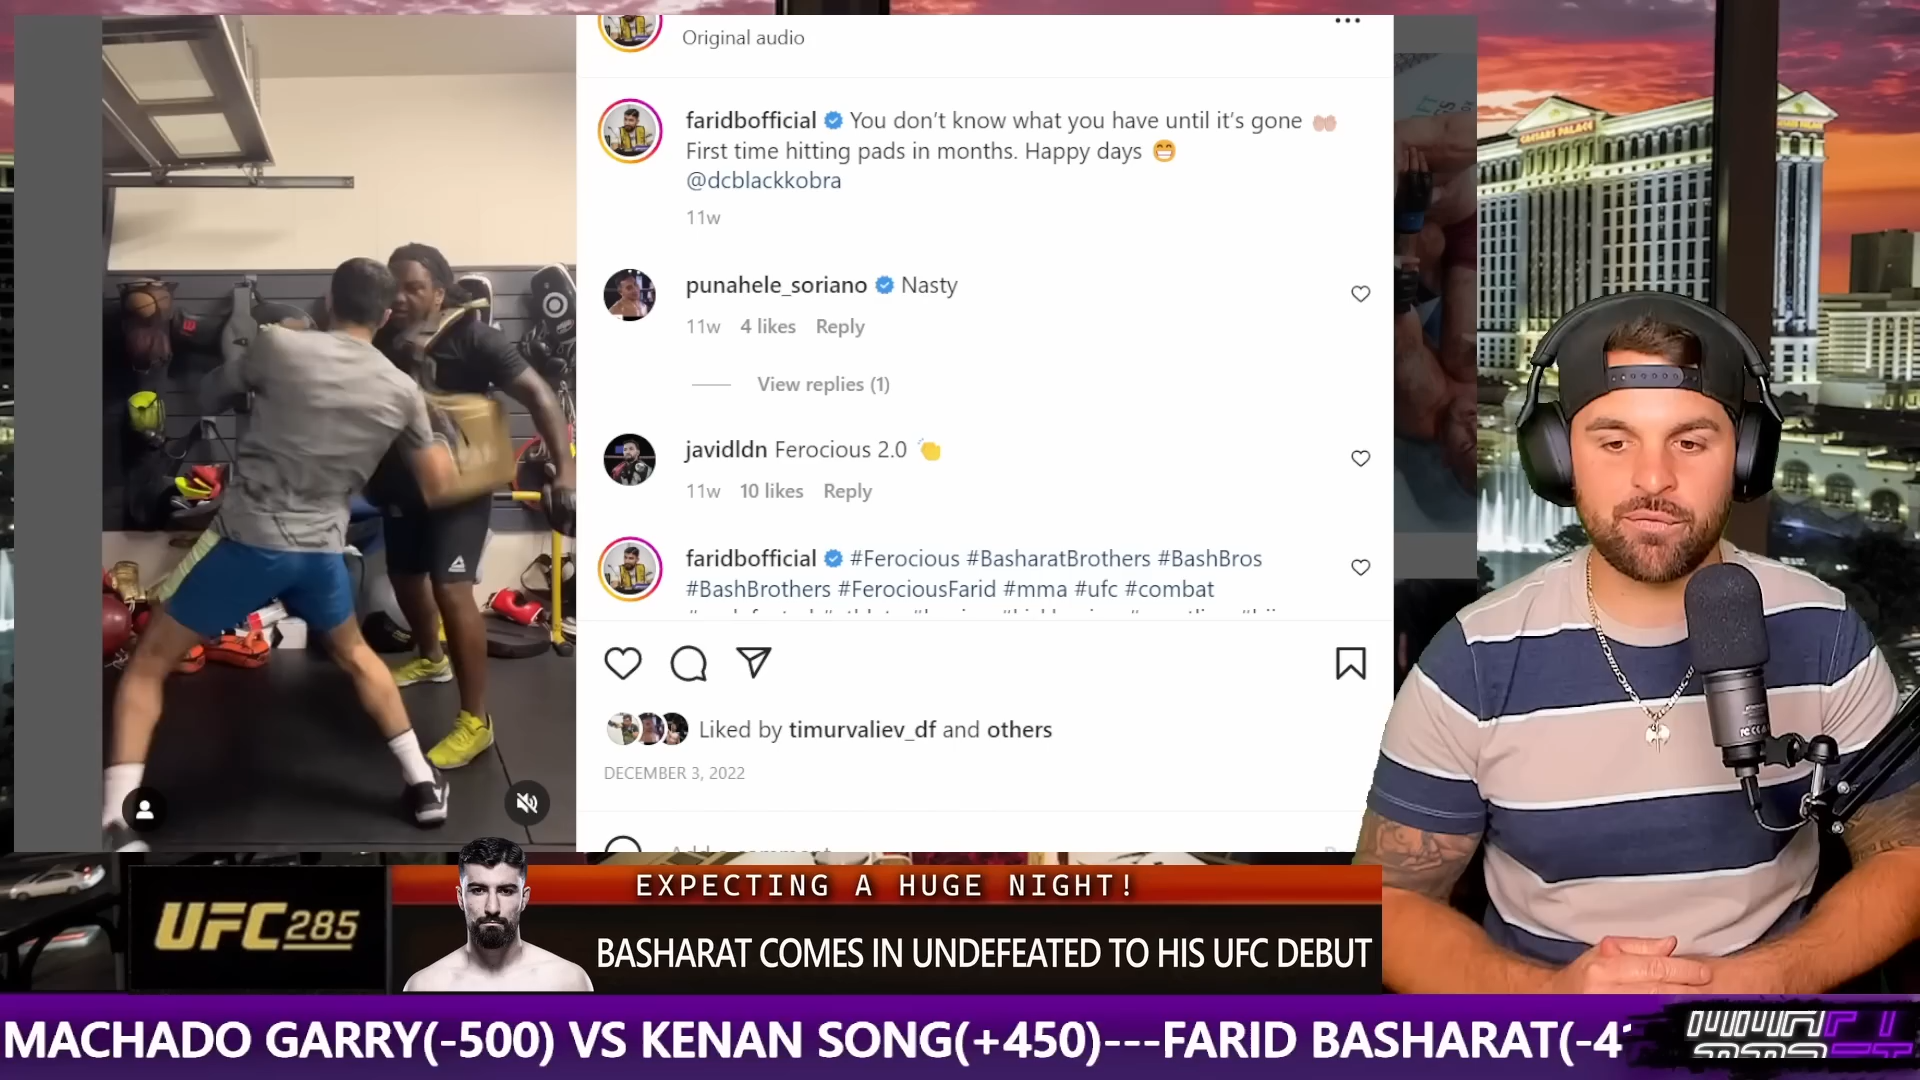 Original audio
faridbofficial You don't know what you have until it's gone
First time hitting pads in months. Happy days
@dcblackkobra
11w
punahele_soriano Nasty
11w 4 likes Reply
View replies (1)
javidldn Ferocious 2.0
11w 10 likes Reply
faridbofficial #Ferocious #BasharatBrothers #BashBros
#BashBrothers #FerociousFarid #mma #ufc #combat
Liked by timurvaliev_df and others
DECEMBER 3, 2022
Add a comment
CAESARS PALACE
UFC 285
EXPECTING A HUGE NIGHT!
BASHARAT COMES IN UNDEFEATED TO HIS UFC DEBUT
MACHADO GARRY(-500) VS KENAN SONG(+450)---FARID BASHARAT(-4